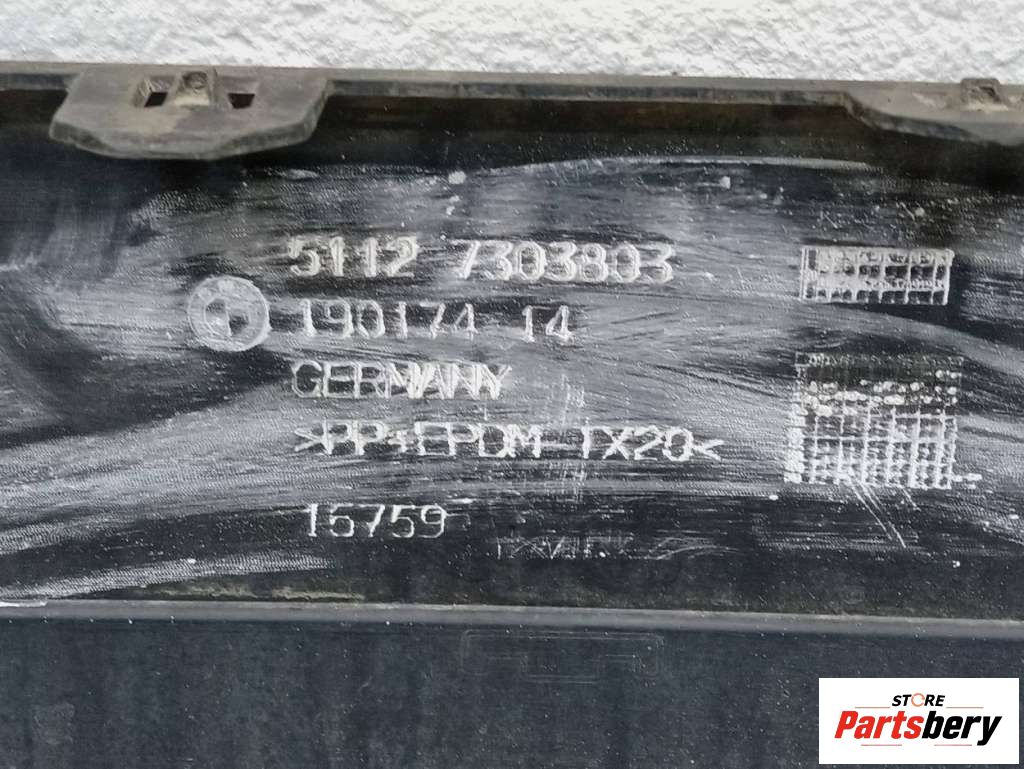 5112 7303803
190174 14
GERMANY
>PP+EPDM-TX20<
15759
STORE
Partsbery